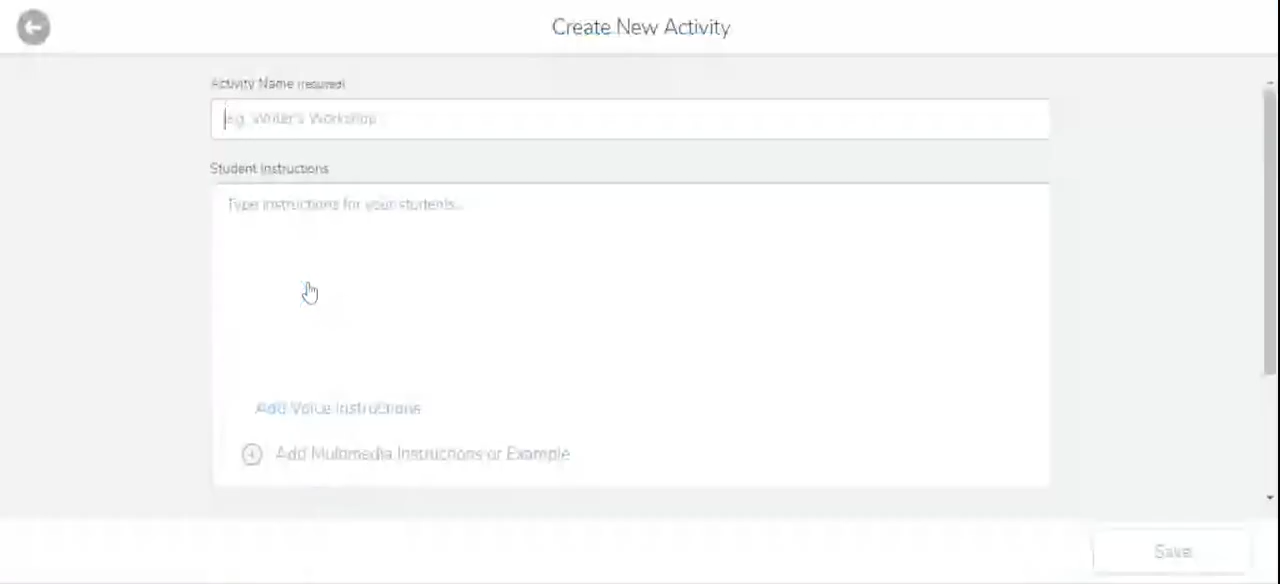 Create New Activity
Activity Name (required)
e.g. Writer's Workshop
Student Instructions
Type instructions for your students...
Add Voice Instructions
Add Multimedia Instructions or Example
Save